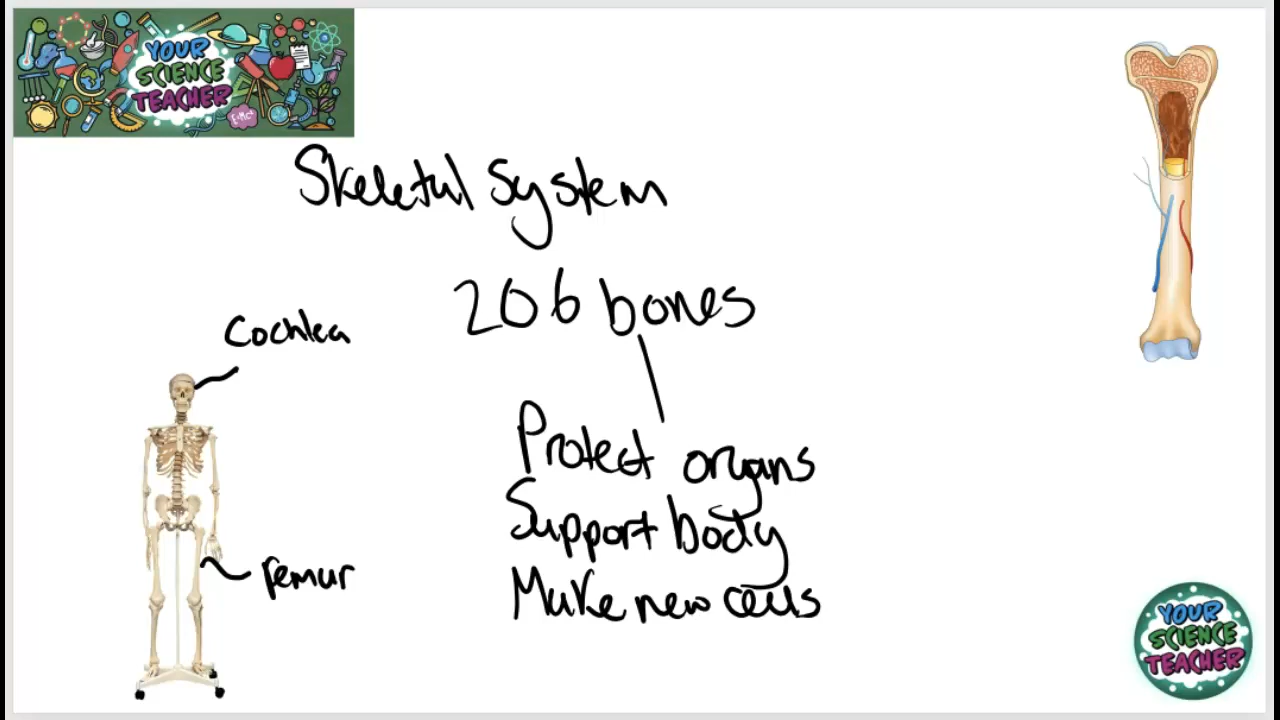 YOUR
SCIENCE
TEACHER
E=MC²
Skeletal System
206 bones
Cochlea
Protect organs
Support body
Femur
Make new cells
YOUR
SCIENCE
TEACHER